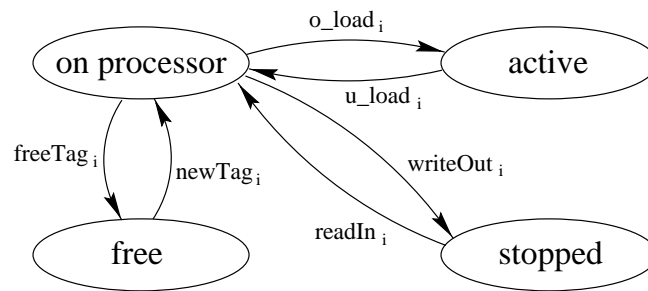 o_load i
on processor
active
u_load i
freeTag i
newTag i
writeOut i
readIn i
free
stopped